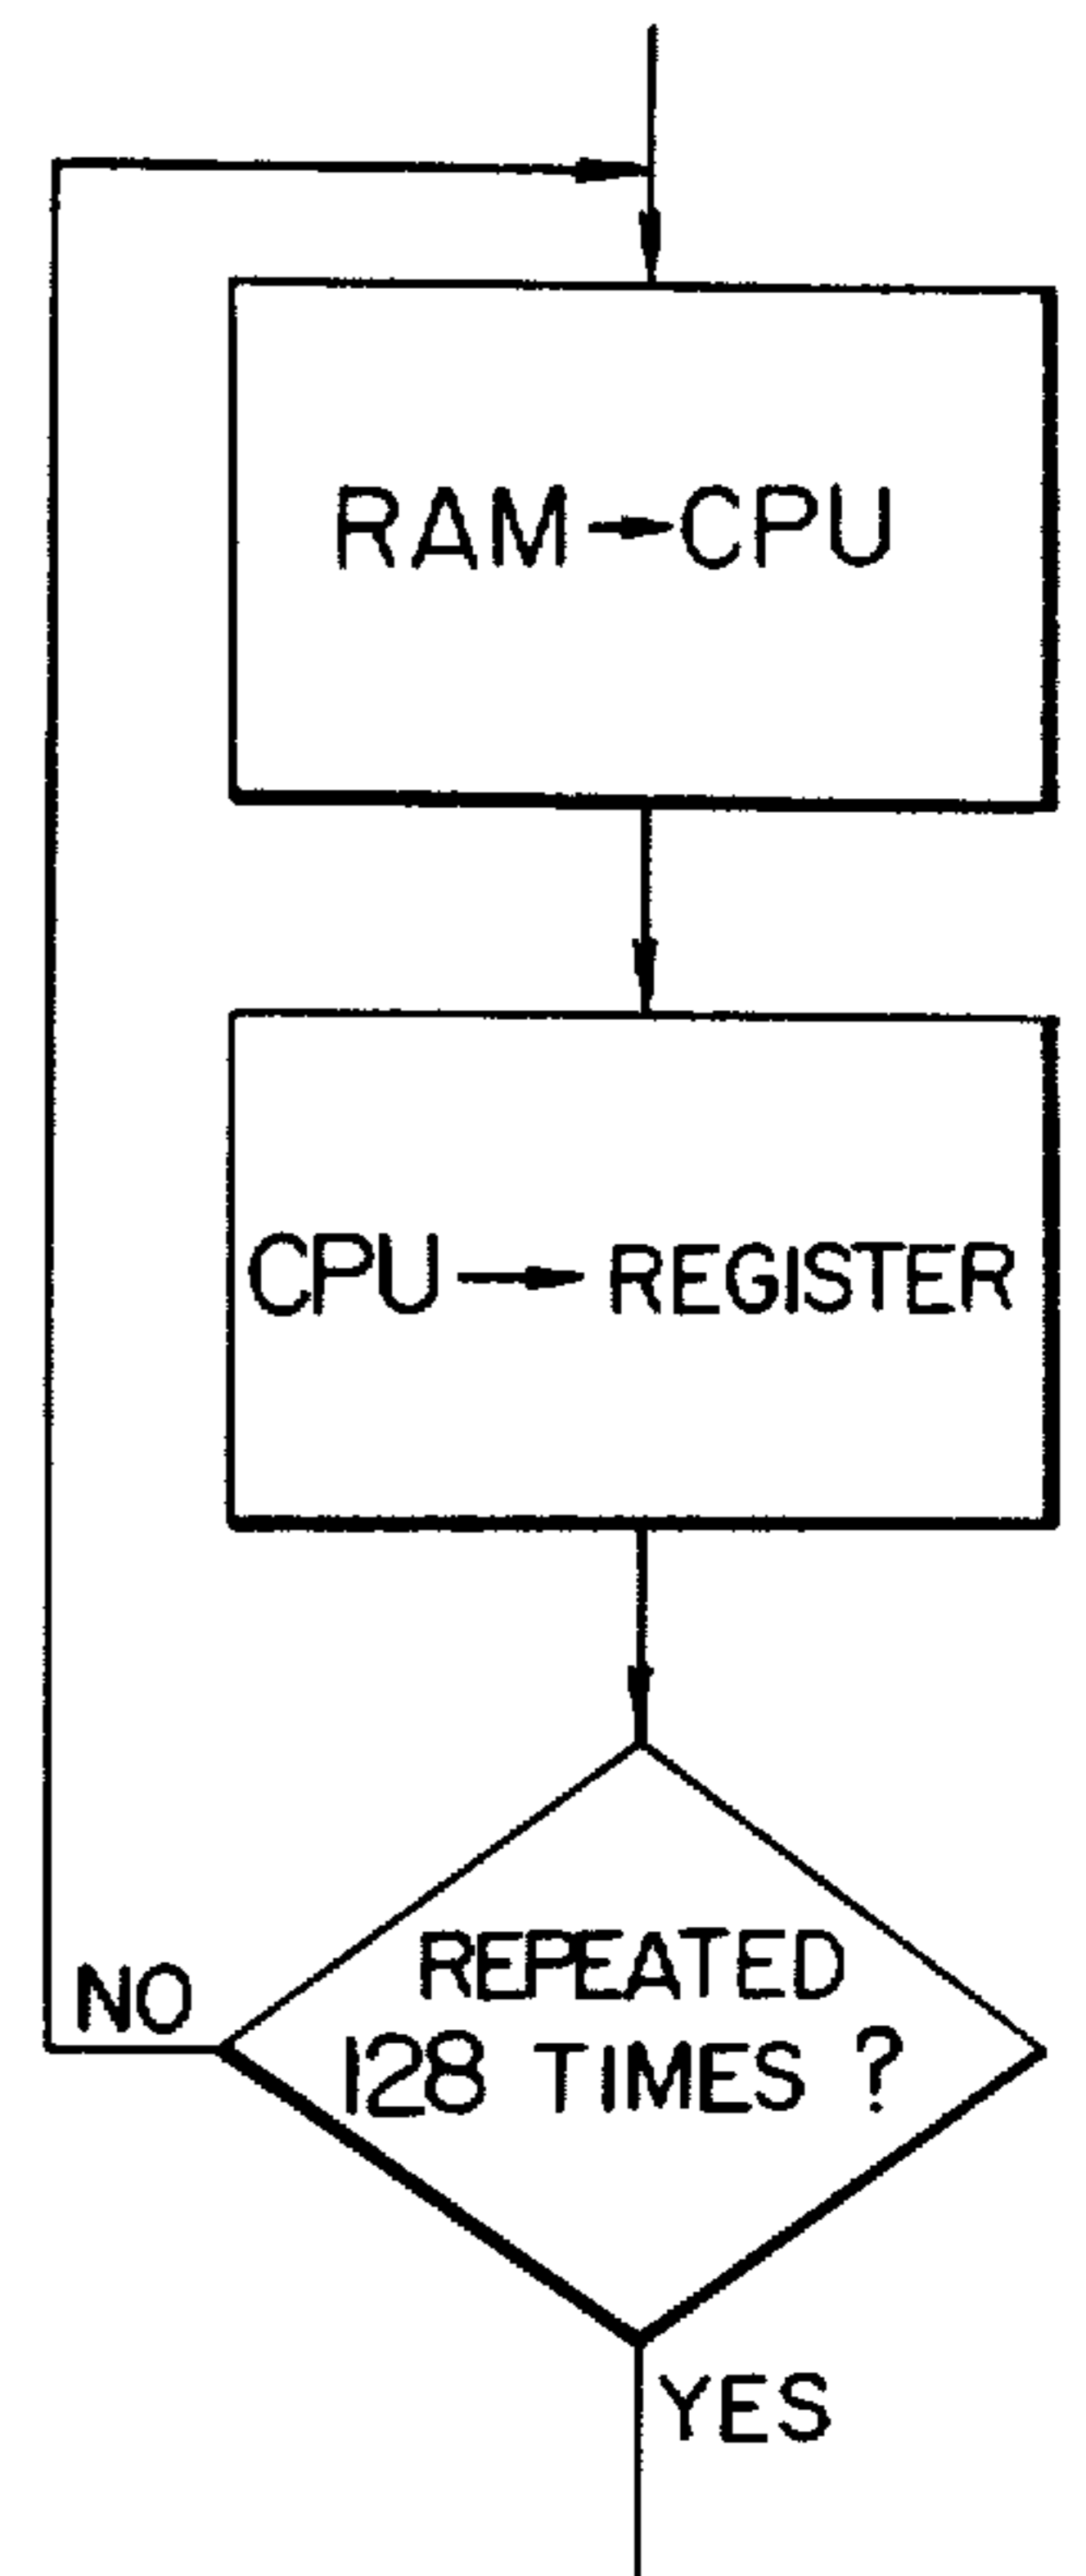 RAM→CPU
CPU→REGISTER
REPEATED
128 TIMES ?
NO
YES